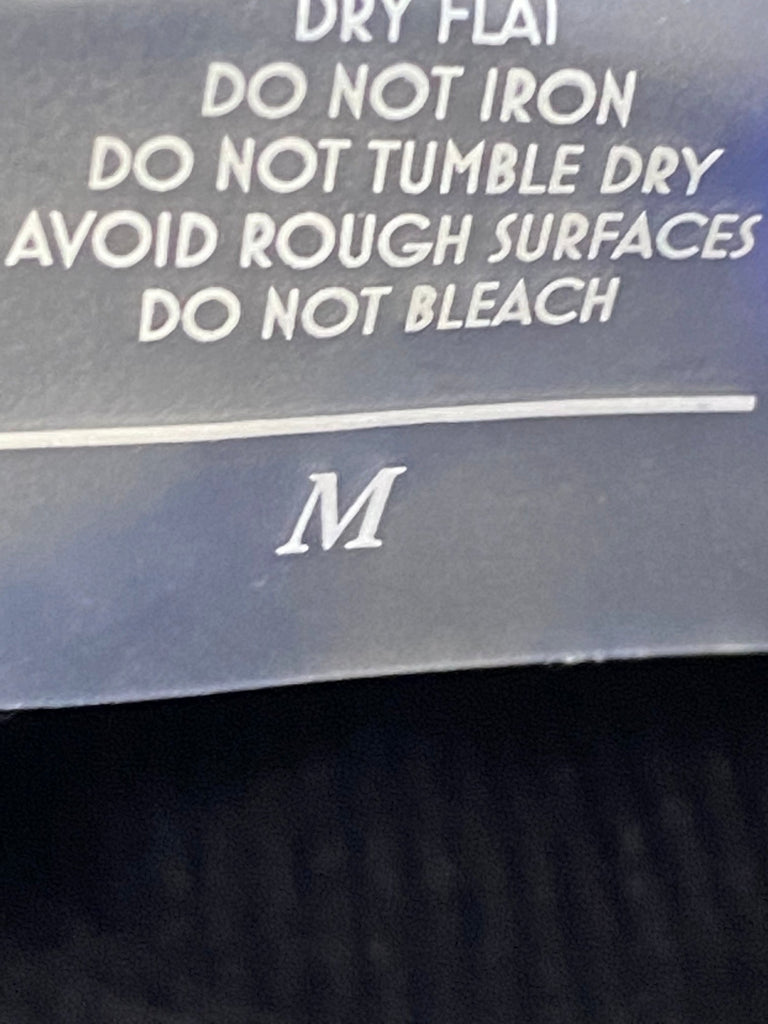 DRY FLAT
DO NOT IRON
DO NOT TUMBLE DRY
AVOID ROUGH SURFACES
DO NOT BLEACH
M